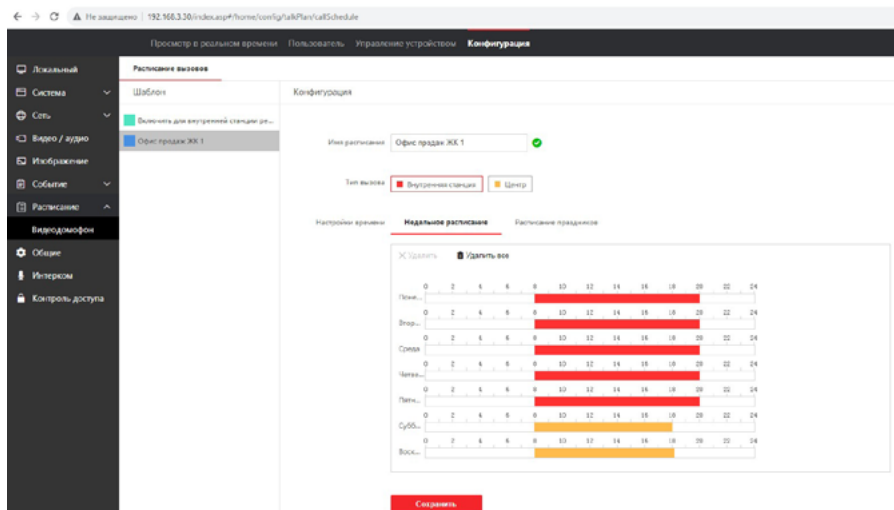 Не защищено | 192.168.3.30/index.asp#/home/config/talkPlan/callSchedule
Просмотр в реальном времени Пользователь Управление устройством Конфигурация
Локальный
Система
Сеть
Видео / аудио
Изображение
Событие
Расписание
Видеодомофон
Общие
Интерком
Контроль доступа
Расписание вызовов
Шаблон
Включить для внутренней станции ре...
Офис продаж ЖК 1
Конфигурация
Имя расписания Офис продаж ЖК 1
Тип вызова Внутренняя станция Центр
Настройки времени Недельное расписание Расписание праздников
Удалить Удалить все
0 2 4 6 8 10 12 14 16 18 20 22 24
Поне...
0 2 4 6 8 10 12 14 16 18 20 22 24
Втор...
0 2 4 6 8 10 12 14 16 18 20 22 24
Среда
0 2 4 6 8 10 12 14 16 18 20 22 24
Четве...
0 2 4 6 8 10 12 14 16 18 20 22 24
Пятн...
0 2 4 6 8 10 12 14 16 18 20 22 24
Субб...
0 2 4 6 8 10 12 14 16 18 20 22 24
Воск...
Сохранить